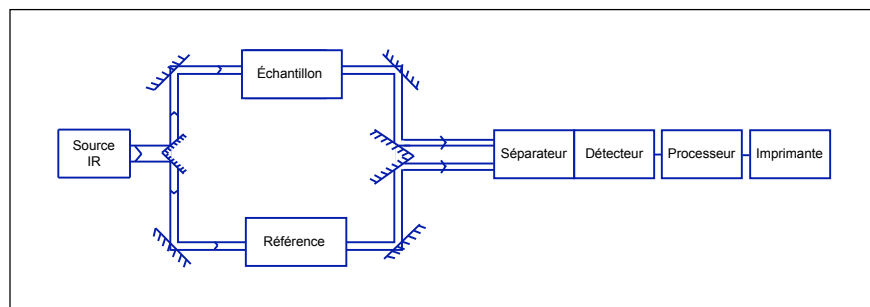 Échantillon
Source
IR
Séparateur
Détecteur
Processeur
Imprimante
Référence